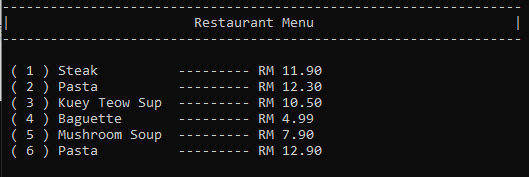 -----------------------------------------------------------------
|                       Restaurant Menu                         |
-----------------------------------------------------------------
( 1 ) Steak          --------- RM 11.90
( 2 ) Pasta          --------- RM 12.30
( 3 ) Kuey Teow Sup  --------- RM 10.50
( 4 ) Baguette       --------- RM 4.99
( 5 ) Mushroom Soup  --------- RM 7.90
( 6 ) Pasta          --------- RM 12.90